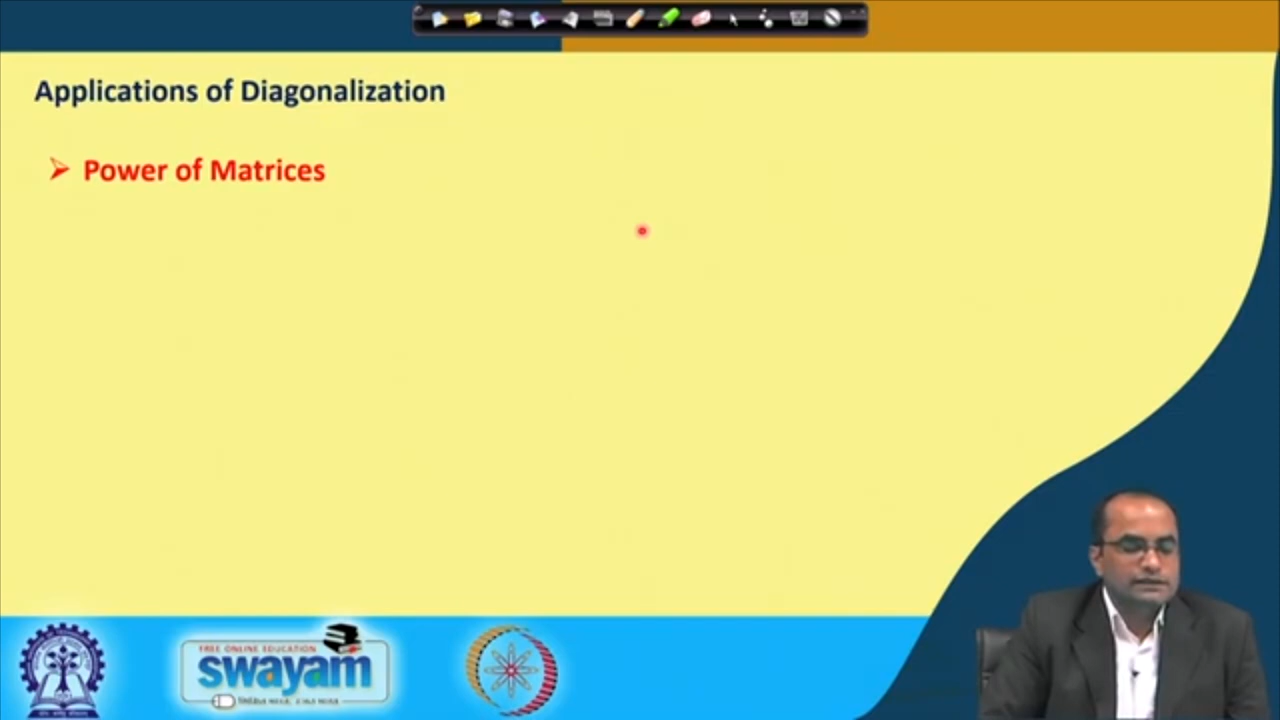 Applications of Diagonalization
➢ Power of Matrices
FREE ONLINE EDUCATION
swayam